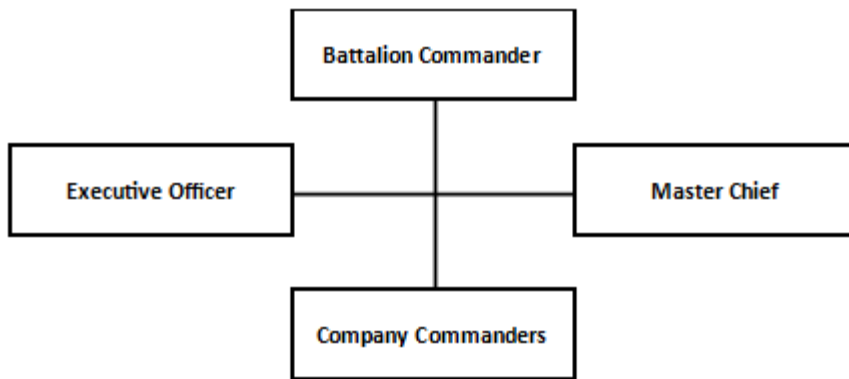 Battalion Commander
Executive Officer
Master Chief
Company Commanders